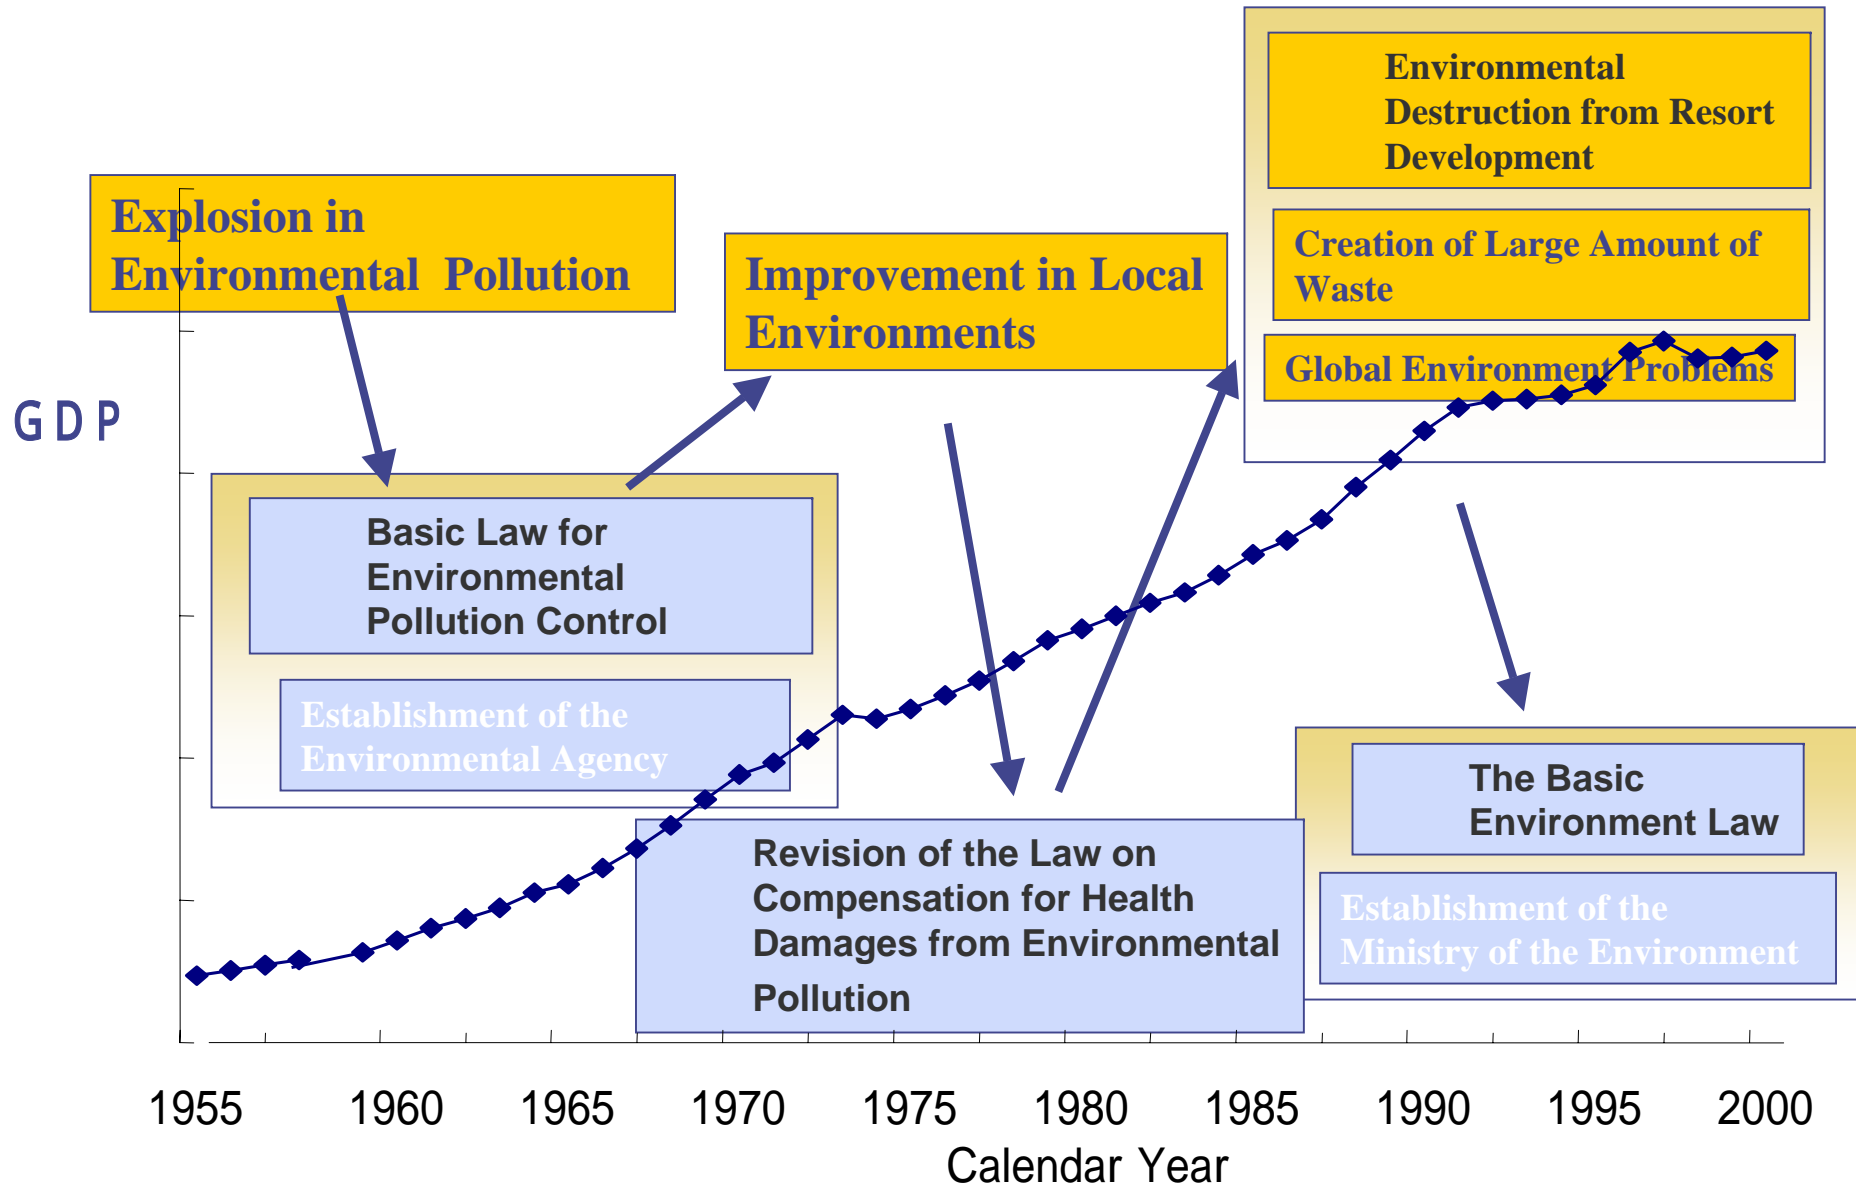 Environmental
Destruction from Resort
Development
Explosion in
Environmental Pollution
Creation of Large Amount of
Waste
Improvement in Local
Environments
Global Environment Problems
GDP
Basic Law for
Environmental
Pollution Control
Establishment of the
Environmental Agency
The Basic
Environment Law
Revision of the Law on
Compensation for Health
Damages from Environmental
Pollution
Establishment of the
Ministry of the Environment
1955 1960 1965 1970 1975 1980 1985 1990 1995 2000
Calendar Year